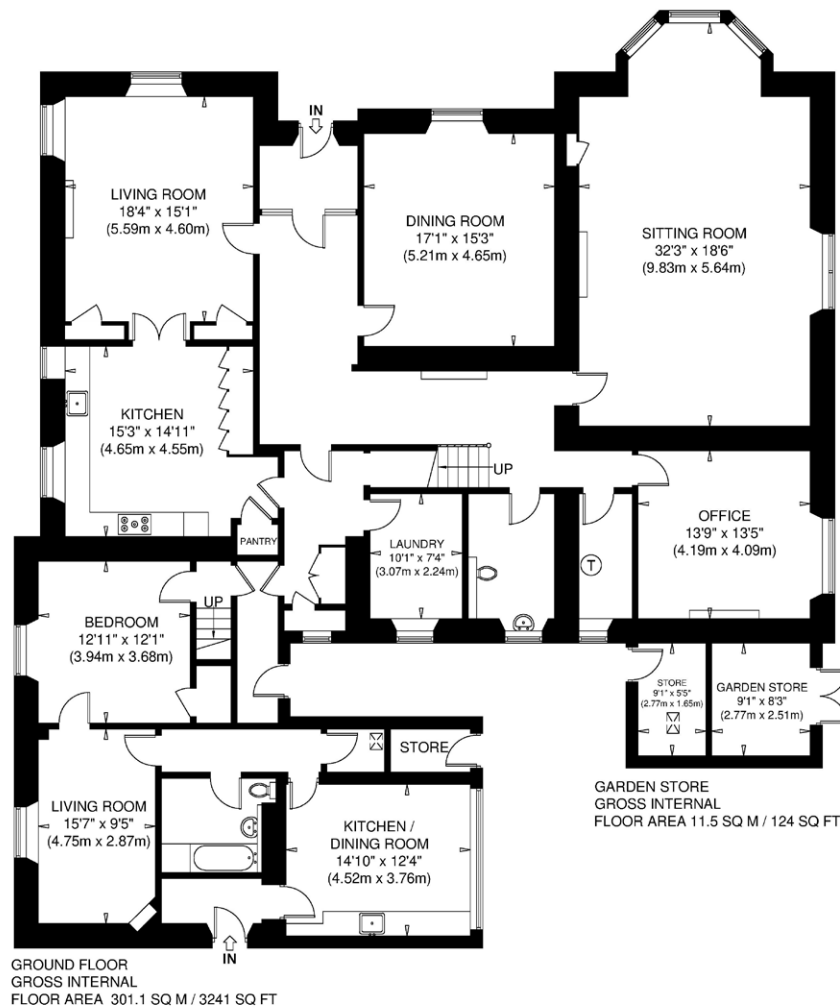 IN
LIVING ROOM
18'4" x 15'1"
(5.59m x 4.60m)
DINING ROOM
17'1" x 15'3"
(5.21m x 4.65m)
SITTING ROOM
32'3" x 18'6"
(9.83m x 5.64m)
KITCHEN
15'3" x 14'11"
(4.65m x 4.55m)
UP
PANTRY
LAUNDRY
10'1" x 7'4"
(3.07m x 2.24m)
T
OFFICE
13'9" x 13'5"
(4.19m x 4.09m)
BEDROOM
12'11" x 12'1"
(3.94m x 3.68m)
UP
STORE
9'1" x 5'5"
(2.77m x 1.65m)
GARDEN STORE
9'1" x 8'3"
(2.77m x 2.51m)
STORE
LIVING ROOM
15'7" x 9'5"
(4.75m x 2.87m)
KITCHEN /
DINING ROOM
14'10" x 12'4"
(4.52m x 3.76m)
GARDEN STORE
GROSS INTERNAL
FLOOR AREA 11.5 SQ M / 124 SQ FT
IN
GROUND FLOOR
GROSS INTERNAL
FLOOR AREA 301.1 SQ M / 3241 SQ FT